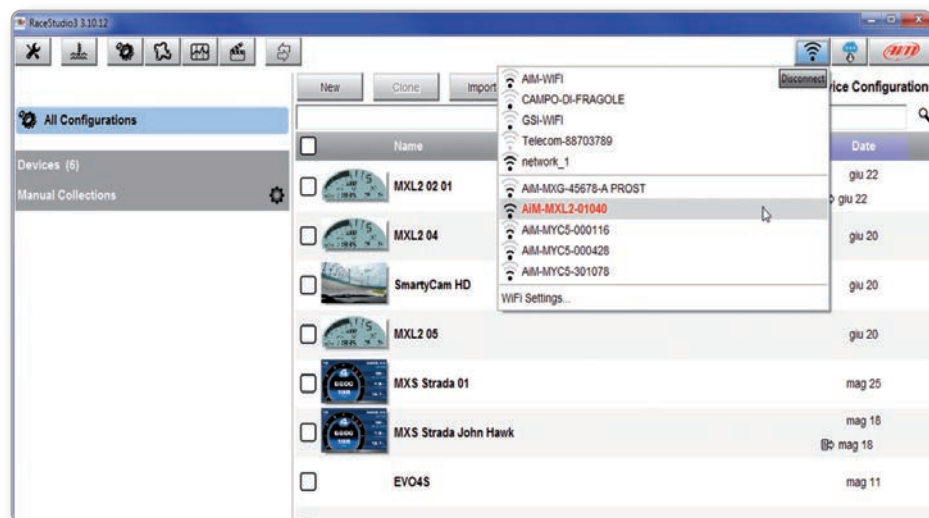 RaceStudio3 3.10.12
AiM
New Clone Import
vice Configuration
All Configurations
Devices (6)
Manual Collections
AiM-WIFI
Disconnect
CAMPO-DI-FRAGOLE
GSI-WIFI
Telecom-88703789
network_1
AiM-MXG-45678-A PROST
AiM-MXL2-01040
AiM-MYC5-000116
AiM-MYC5-000428
AiM-MYC5-301078
WiFi Settings...
Name Date
MXL2 02 01 giu 22
giu 22
MXL2 04 giu 20
SmartyCam HD giu 20
MXL2 05 giu 20
MXS Strada 01 mag 25
MXS Strada John Hawk mag 18
mag 18
EVO4S mag 11